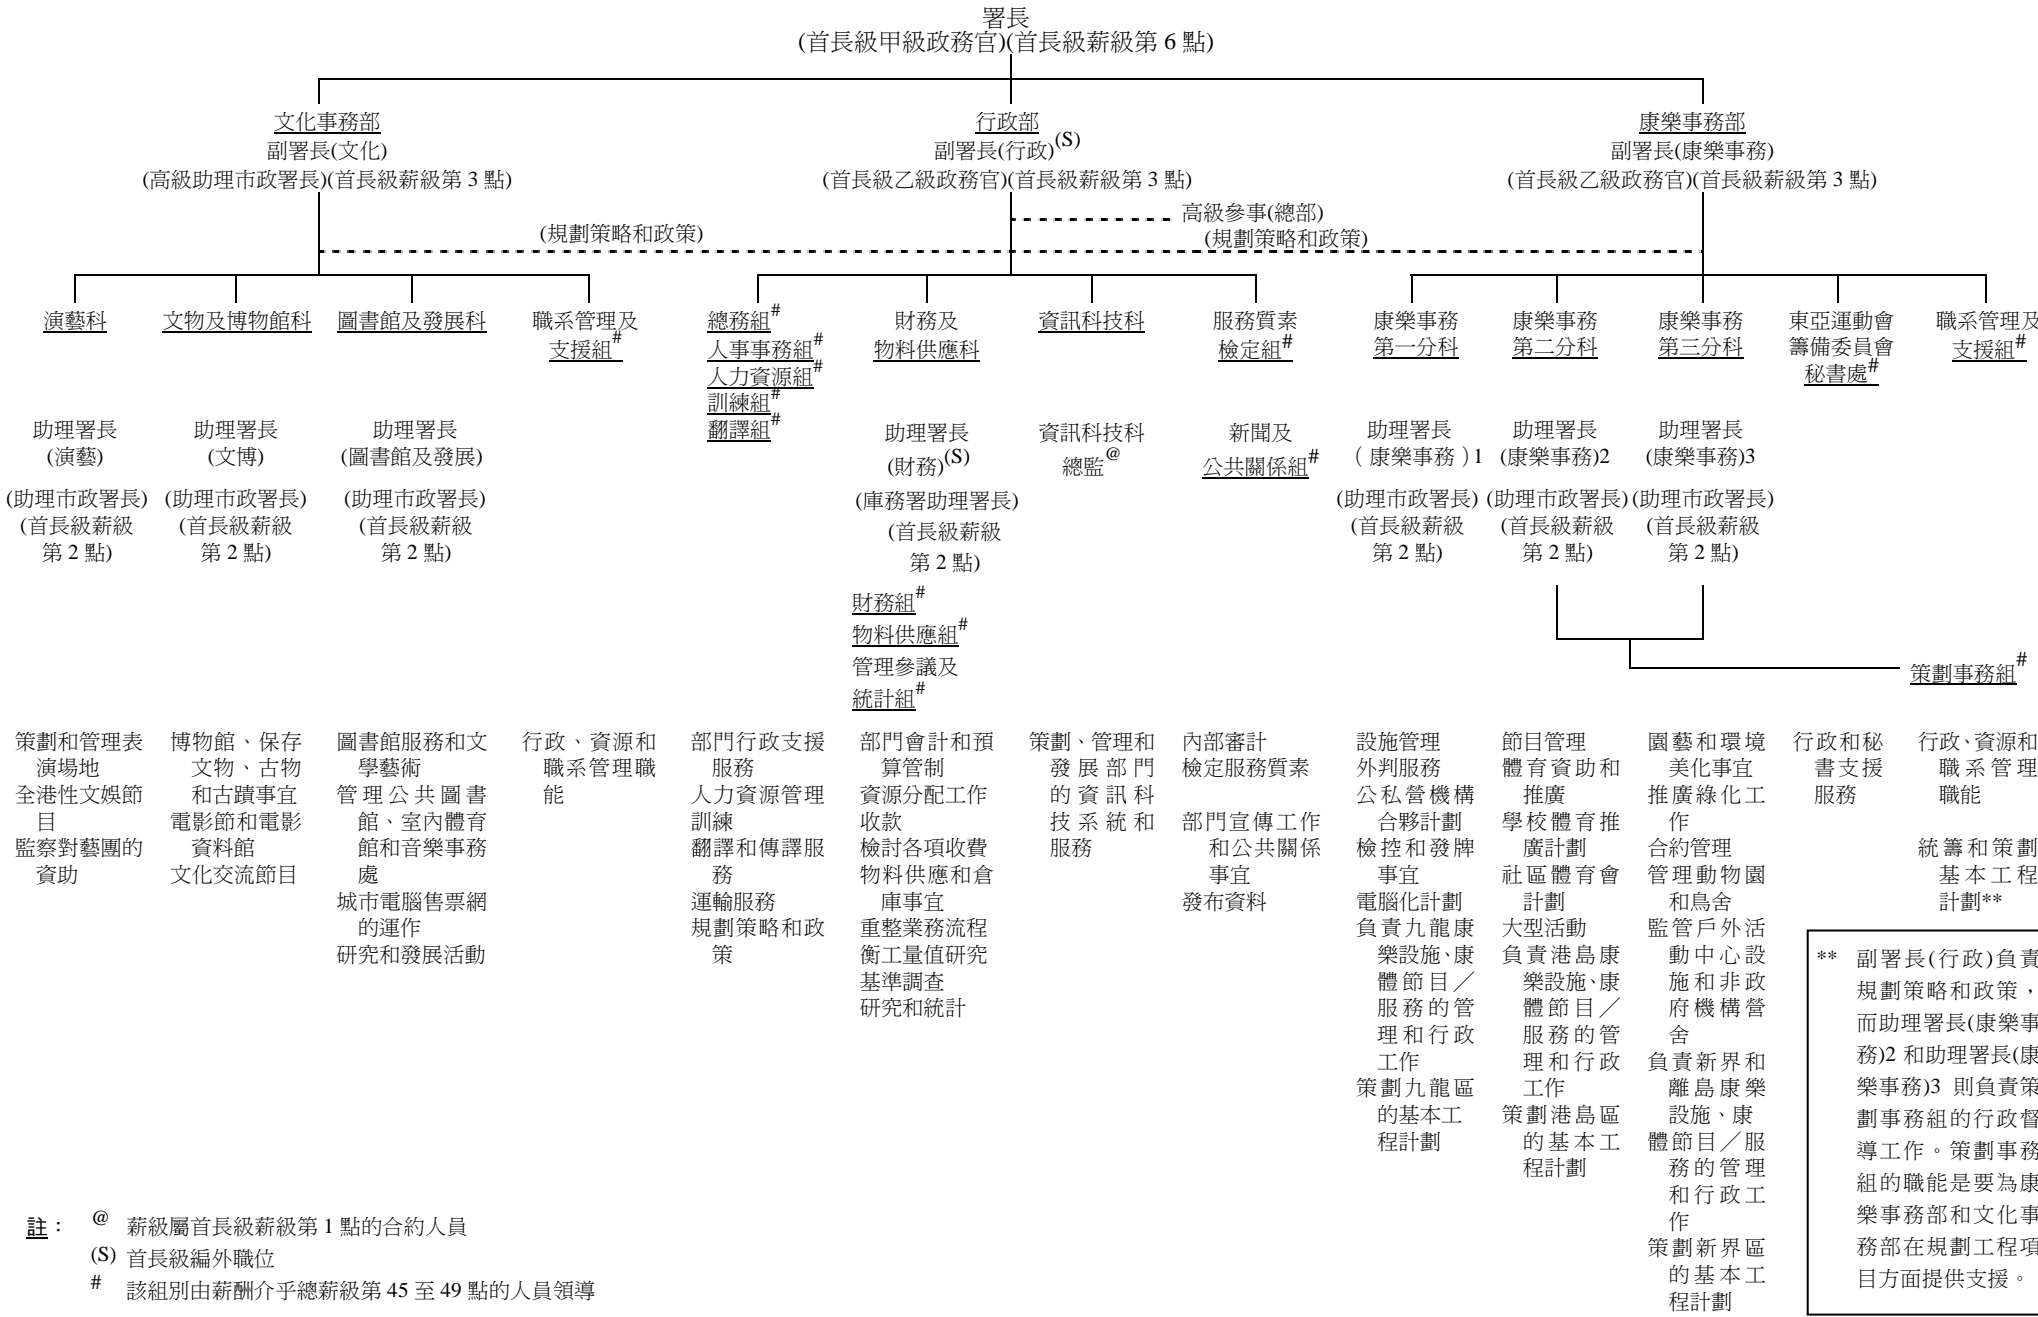 署長
(首長級甲級政務官)(首長級薪級第 6 點)
文化事務部
副署長(文化)
(高級助理市政署長)(首長級薪級第 3 點)
行政部
副署長(行政)(S)
(首長級乙級政務官)(首長級薪級第 3 點)
康樂事務部
副署長(康樂事務)
(首長級乙級政務官)(首長級薪級第 3 點)
高級參事(總部)
(規劃策略和政策)
(規劃策略和政策)
演藝科
助理署長
(演藝)
(助理市政署長)
(首長級薪級
第 2 點)
策劃和管理表
演場地
全港性文娛節
目
監察對藝團的
資助
文物及博物館科
助理署長
(文博)
(助理市政署長)
(首長級薪級
第 2 點)
博物館、保存
文物、古物
和古蹟事宜
電影節和電影
資料館
文化交流節目
圖書館及發展科
助理署長
(圖書館及發展)
(助理市政署長)
(首長級薪級
第 2 點)
圖書館服務和文
學藝術
管理公共圖書
館、室內體育
館和音樂事務
處
城市電腦售票網
的運作
研究和發展活動
職系管理及
支援組#
行政、資源和
職系管理職
能
總務組#
人事事務組#
人力資源組#
訓練組#
翻譯組#
部門行政支援
服務
人力資源管理
訓練
翻譯和傳譯服
務
運輸服務
規劃策略和政
策
財務及
物料供應科
助理署長
(財務)(S)
(庫務署助理署長)
(首長級薪級
第 2 點)
財務組#
物料供應組#
管理參議及
統計組#
部門會計和預
算管制
資源分配工作
收款
檢討各項收費
物料供應和倉
庫事宜
重整業務流程
衡工量值研究
基準調查
研究和統計
資訊科技科
資訊科技科
總監@
策劃、管理和
發展部門
的資訊科
技系統和
服務
服務質素
檢定組#
新聞及
公共關係組#
內部審計
檢定服務質素
部門宣傳工作
和公共關係
事宜
發布資料
康樂事務
第一分科
助理署長
(康樂事務)1
(助理市政署長)
(首長級薪級
第 2 點)
設施管理
外判服務
公私營機構
合夥計劃
檢控和發牌
事宜
電腦化計劃
負責九龍康
樂設施、康
體節目／
服務的管
理和行政
工作
策劃九龍區
的基本工
程計劃
康樂事務
第二分科
助理署長
(康樂事務)2
(助理市政署長)
(首長級薪級
第 2 點)
節目管理
體育資助和
推廣
學校體育推
廣計劃
社區體育會
計劃
大型活動
負責港島康
樂設施、康
體節目／
服務的管
理和行政
工作
策劃港島區
的基本工
程計劃
康樂事務
第三分科
助理署長
(康樂事務)3
(助理市政署長)
(首長級薪級
第 2 點)
園藝和環境
美化事宜
推廣綠化工
作
合約管理
管理動物園
和鳥舍
監管戶外活
動中心設
施和非政
府機構營
舍
負責新界和
離島康樂
設施、康
體節目／服
務的管理
和行政工
作
策劃新界區
的基本工
程計劃
東亞運動會
籌備委員會
秘書處#
行政和秘
書支援
服務
職系管理及
支援組#
策劃事務組#
行政、資源和
職系管理
職能
統籌和策劃
基本工程
計劃**
** 副署長(行政)負責
規劃策略和政策，
而助理署長(康樂事
務)2 和助理署長(康
樂事務)3 則負責策
劃事務組的行政督
導工作。策劃事務
組的職能是要為康
樂事務部和文化事
務部在規劃工程項
目方面提供支援。
註： @ 薪級屬首長級薪級第 1 點的合約人員
(S) 首長級編外職位
# 該組別由薪酬介乎總薪級第 45 至 49 點的人員領導